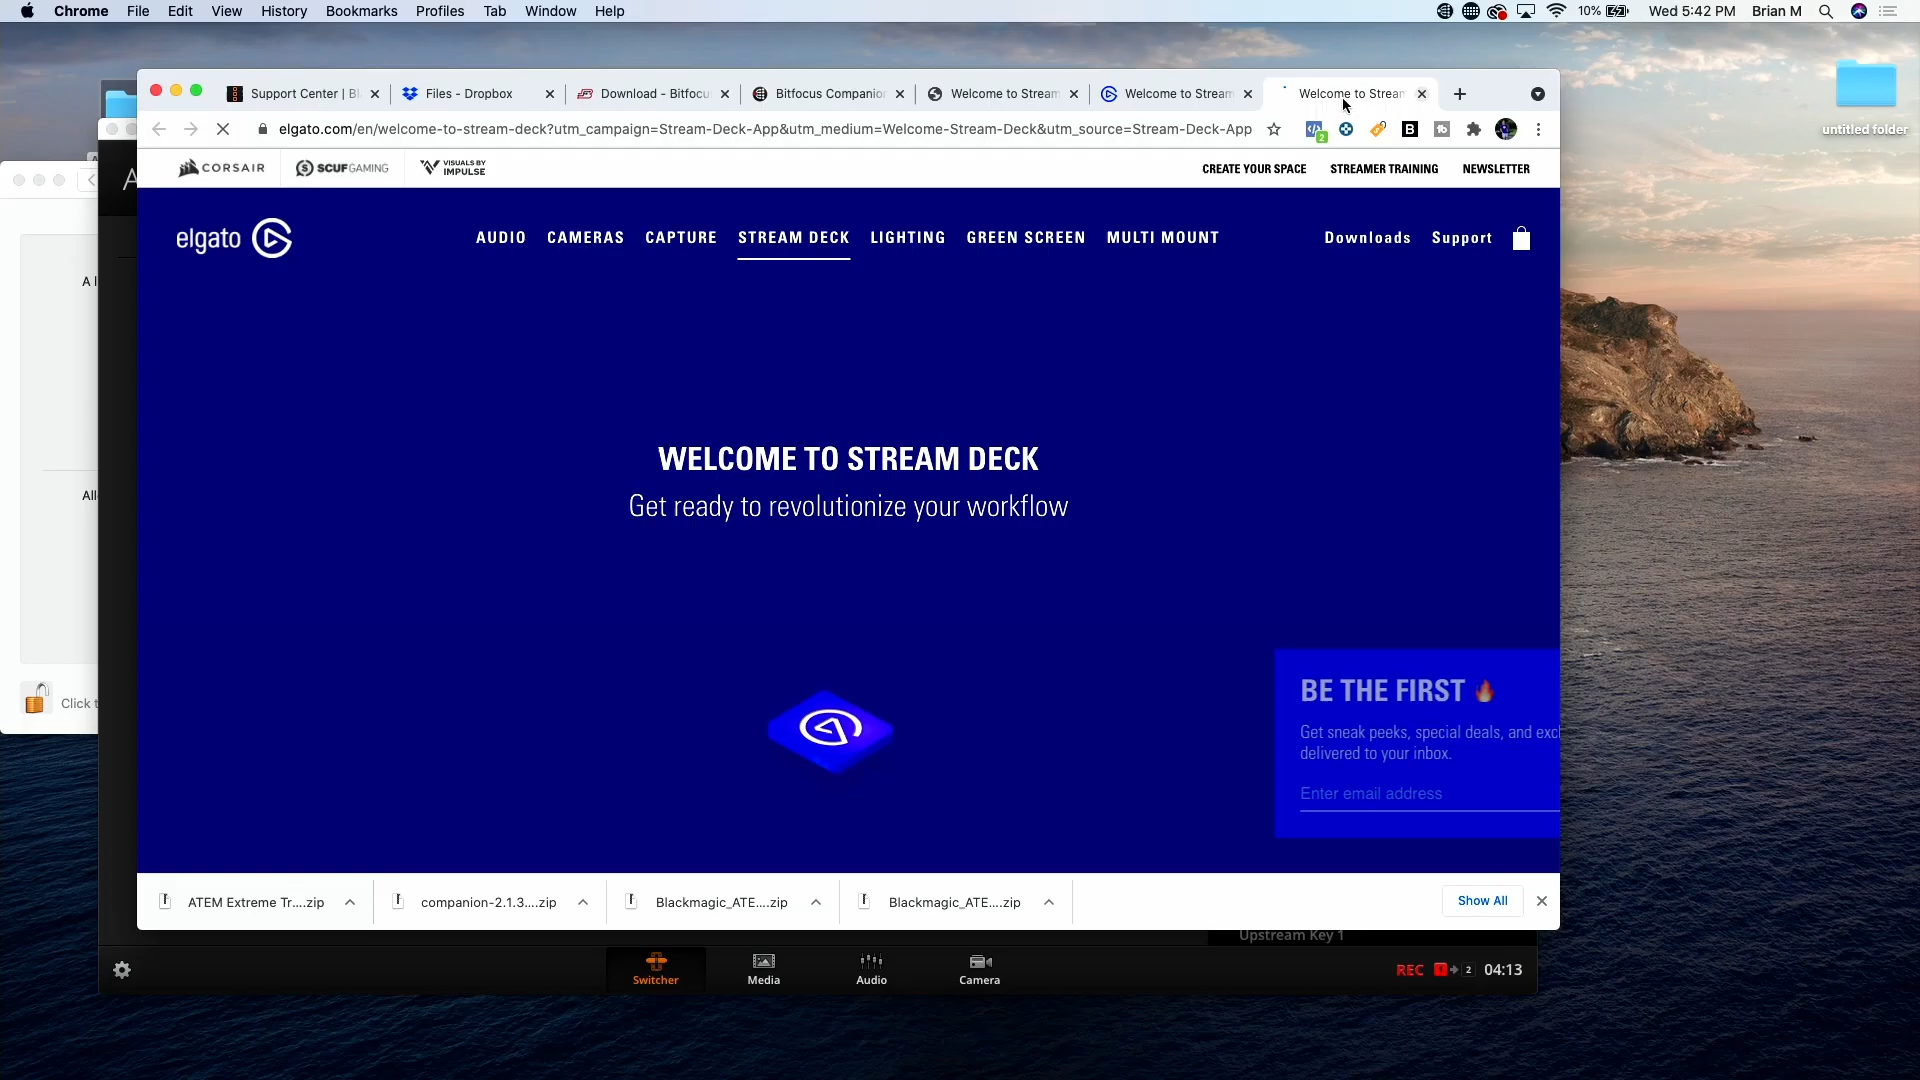 Chrome File Edit View History Bookmarks Profiles Tab Window Help
10% Wed 5:42 PM Brian M
Support Center | Bl
Files - Dropbox
Download - Bitfocu
Bitfocus Companion
Welcome to Stream
Welcome to Stream
Welcome to Stream
elgato.com/en/welcome-to-stream-deck?utm_campaign=Stream-Deck-App&utm_medium=Welcome-Stream-Deck&utm_source=Stream-Deck-App
2
B
untitled folder
CORSAIR
SCUFGAMING
VISUALS BY
IMPULSE
CREATE YOUR SPACE STREAMER TRAINING NEWSLETTER
A
elgato
AUDIO CAMERAS CAPTURE STREAM DECK LIGHTING GREEN SCREEN MULTI MOUNT
Downloads Support
A l
WELCOME TO STREAM DECK
Get ready to revolutionize your workflow
All
BE THE FIRST
Get sneak peeks, special deals, and exc
delivered to your inbox.
Enter email address
Click t
ATEM Extreme Tr....zip
companion-2.1.3....zip
Blackmagic_ATE....zip
Blackmagic_ATE....zip
Show All
Upstream Key 1
Switcher
Media
Audio
Camera
REC 1 2 04:13